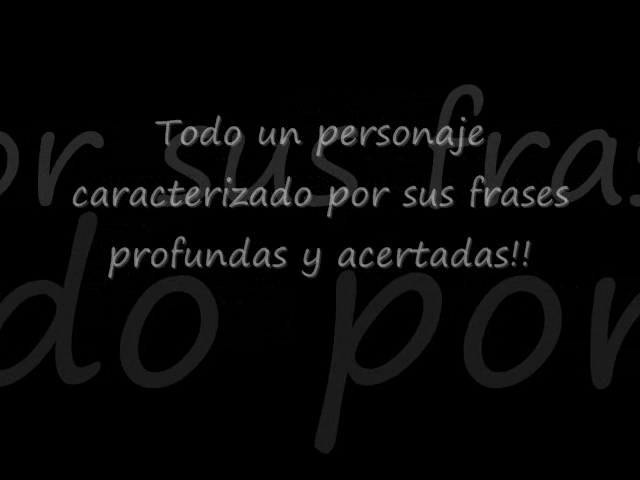 Todo un personaje
caracterizado por sus frases
profundas y acertadas!!